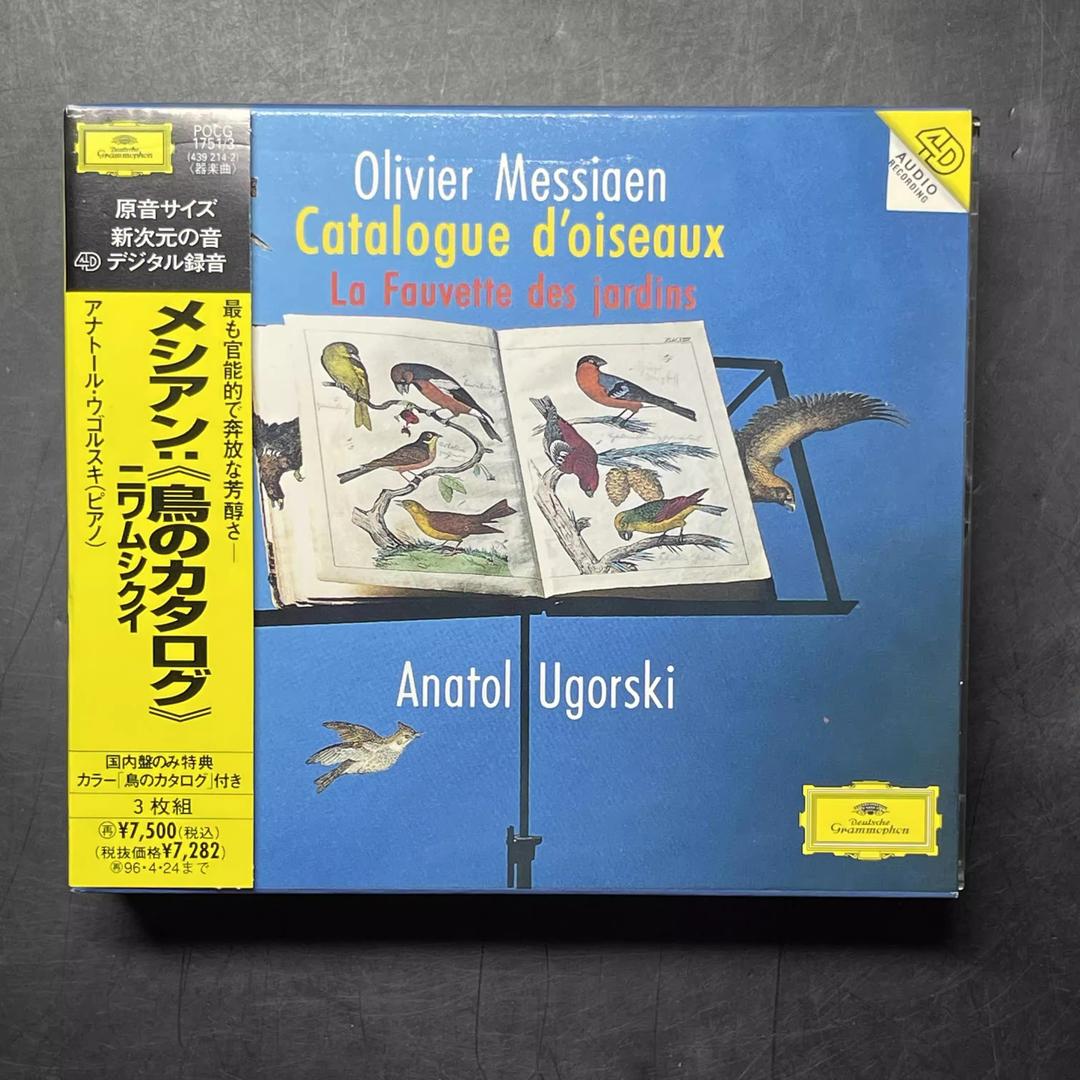 Deutsche
Grammophon
POCG
1751/3
(439 214-2)
〈器楽曲〉
原音サイズ
新次元の音
4D デジタル録音
最も官能的で奔放な芳醇さ―
メシアン:《鳥のカタログ》
ニワムシクイ
アナトール・ウゴルスキ(ピアノ)
国内盤のみ特典
カラー「鳥のカタログ」付き
3枚組
再¥7,500(税込)
(税抜価格¥7,282)
再96・4・24まで
Olivier Messiaen
Catalogue d'oiseaux
La Fauvette des jardins
4D
AUDIO
RECORDING
Anatol Ugorski
Deutsche
Grammophon